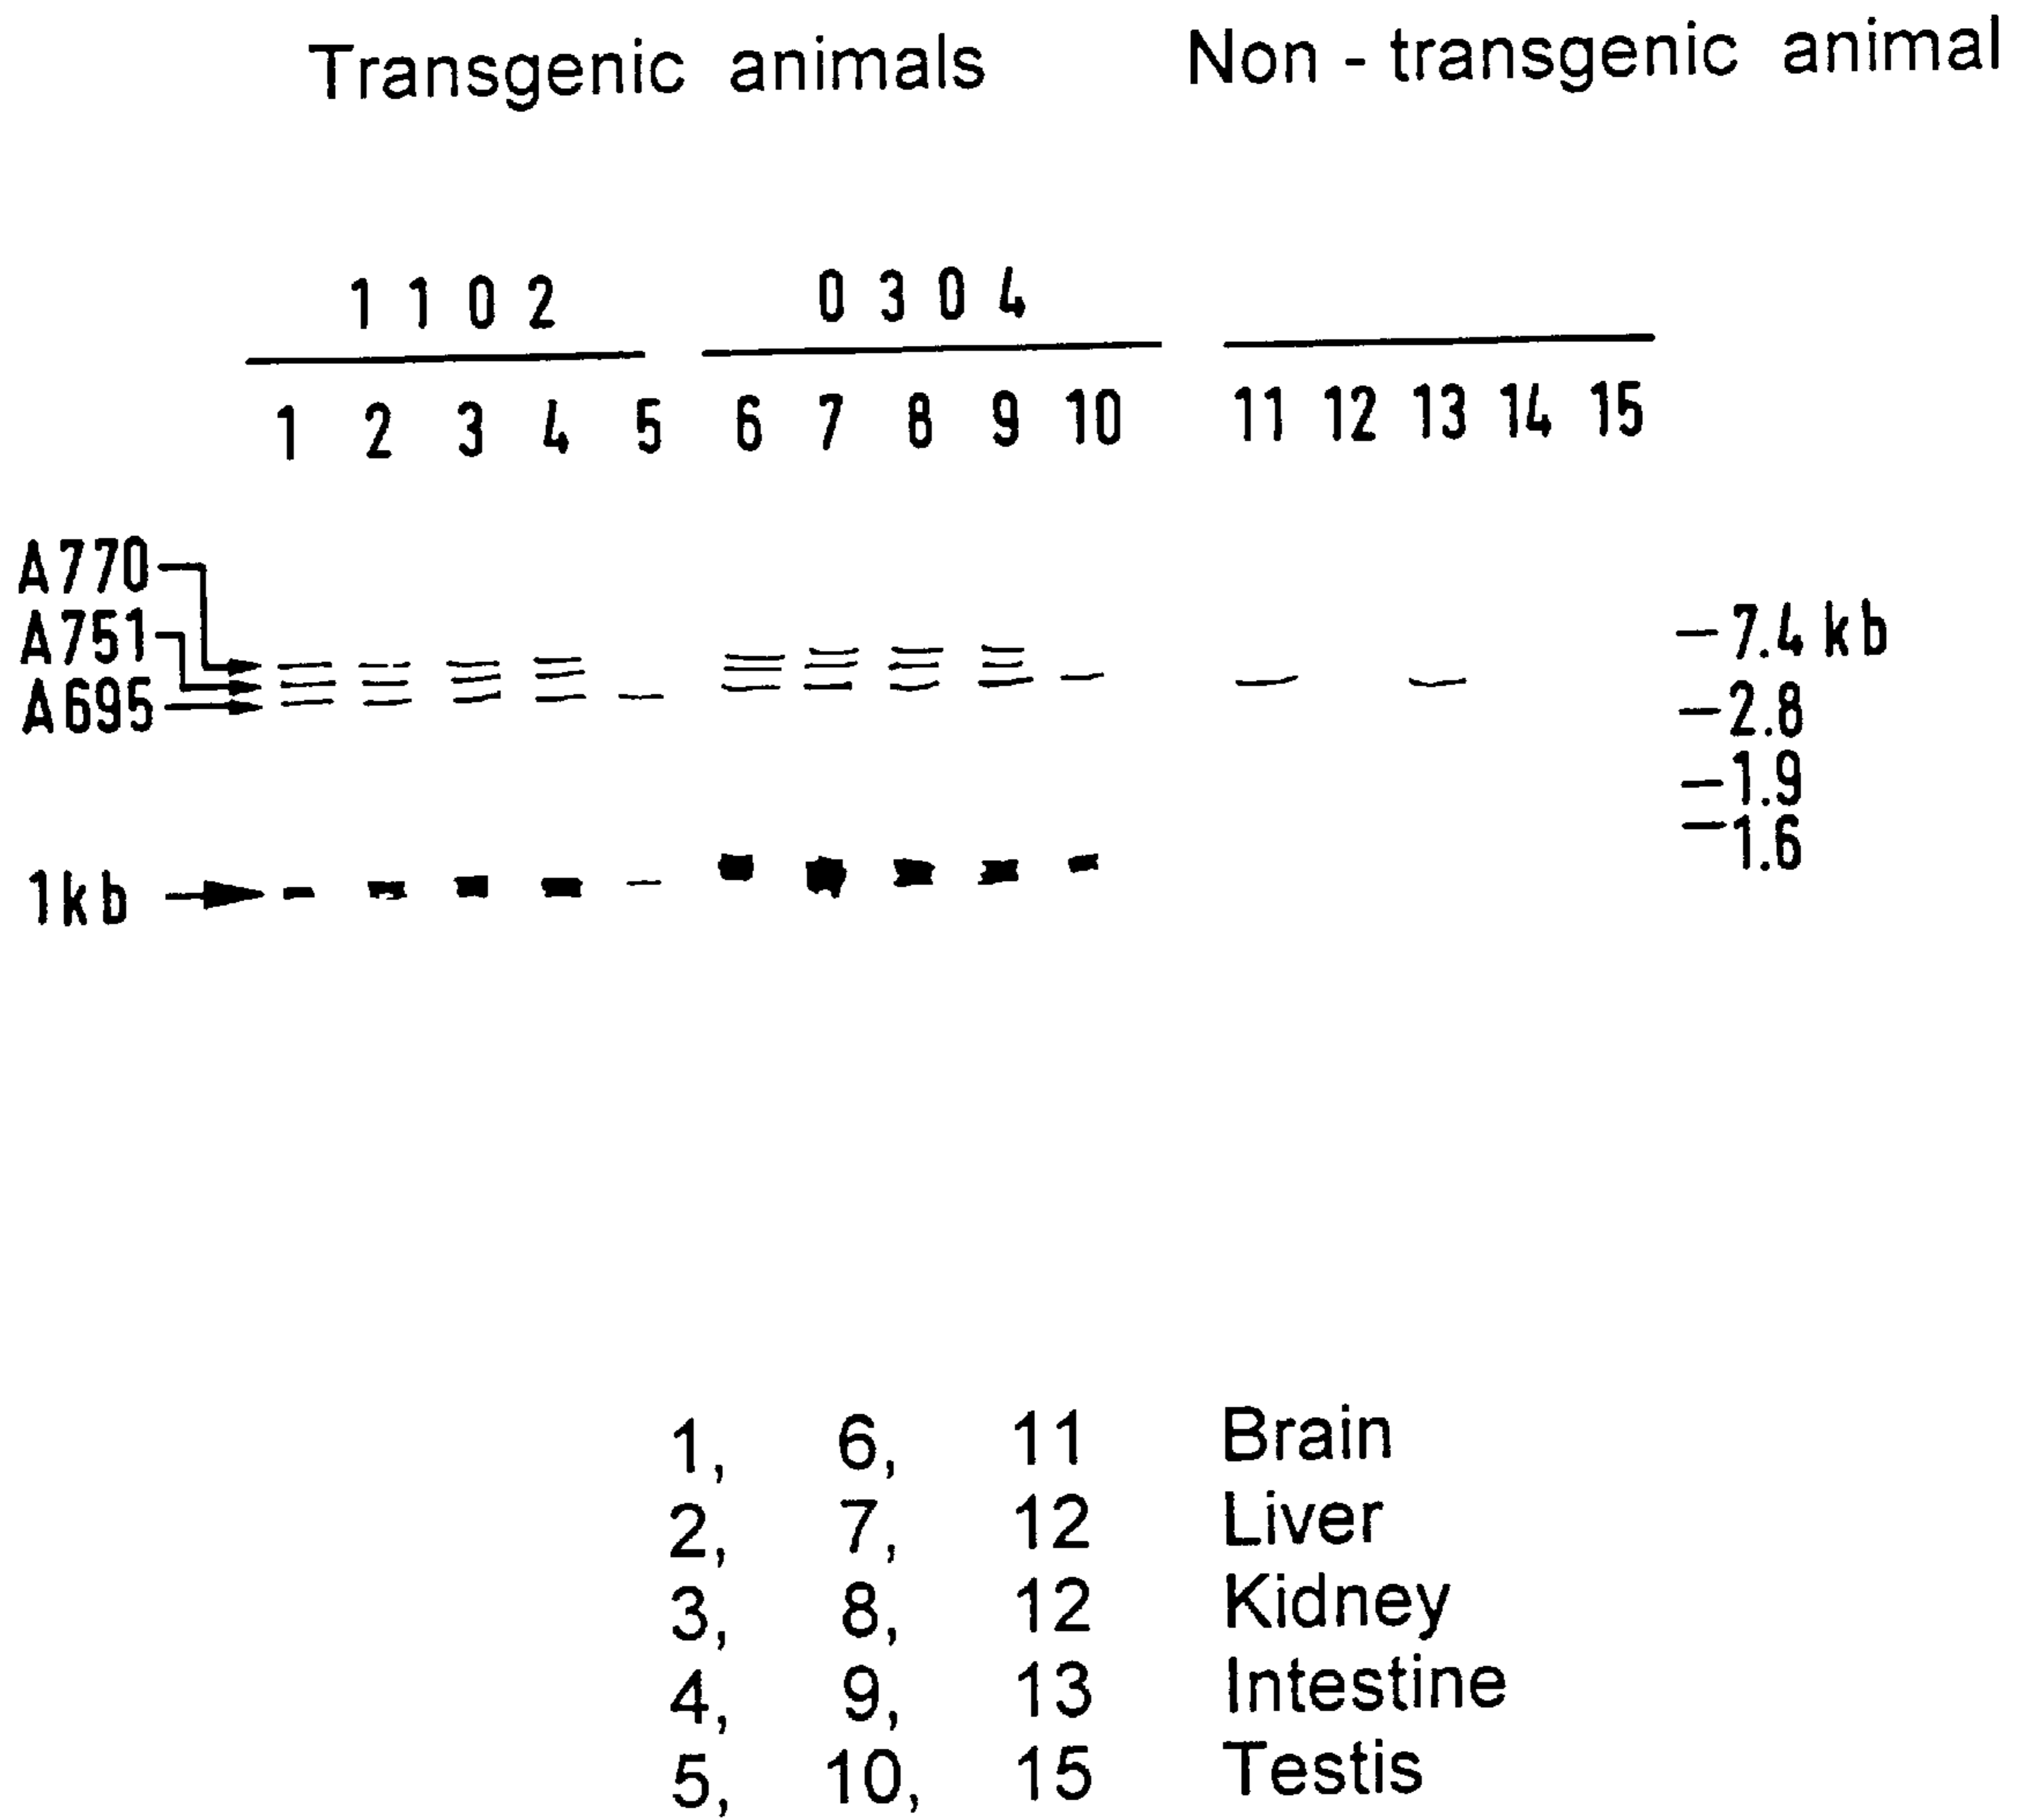 Transgenic animals Non - transgenic animal
1 1 0 2 0 3 0 4
1 2 3 4 5 6 7 8 9 10 11 12 13 14 15
A770
A751
A695
1kb
7.4 kb
2.8
1.9
1.6
1, 6, 11 Brain
2, 7, 12 Liver
3, 8, 12 Kidney
4, 9, 13 Intestine
5, 10, 15 Testis